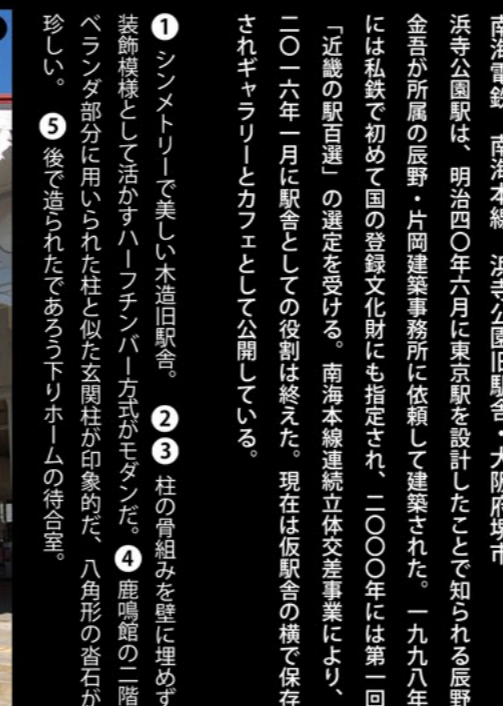 南海電鉄　南海本線　浜寺公園旧駅舎・大阪府堺市
浜寺公園駅は、明治四〇年六月に東京駅を設計したことで知られる辰野
金吾が所属の辰野・片岡建築事務所に依頼して建築された。一九九八年
には私鉄で初めて国の登録文化財にも指定され、二〇〇〇年には第一回
「近畿の駅百選」の選定を受ける。南海本線連続立体交差事業により、
二〇一六年一月に駅舎としての役割は終えた。現在は仮駅舎の横で保存
されギャラリーとカフェとして公開している。
❶ シンメトリーで美しい木造旧駅舎。 ❷❸ 柱の骨組みを壁に埋めず
装飾模様として活かすハーフチンバー方式がモダンだ。❹ 鹿鳴館の二階
ベランダ部分に用いられた柱と似た玄関柱が印象的だ、八角形の沓石が
珍しい。 ❺ 後で造られたであろう下りホームの待合室。